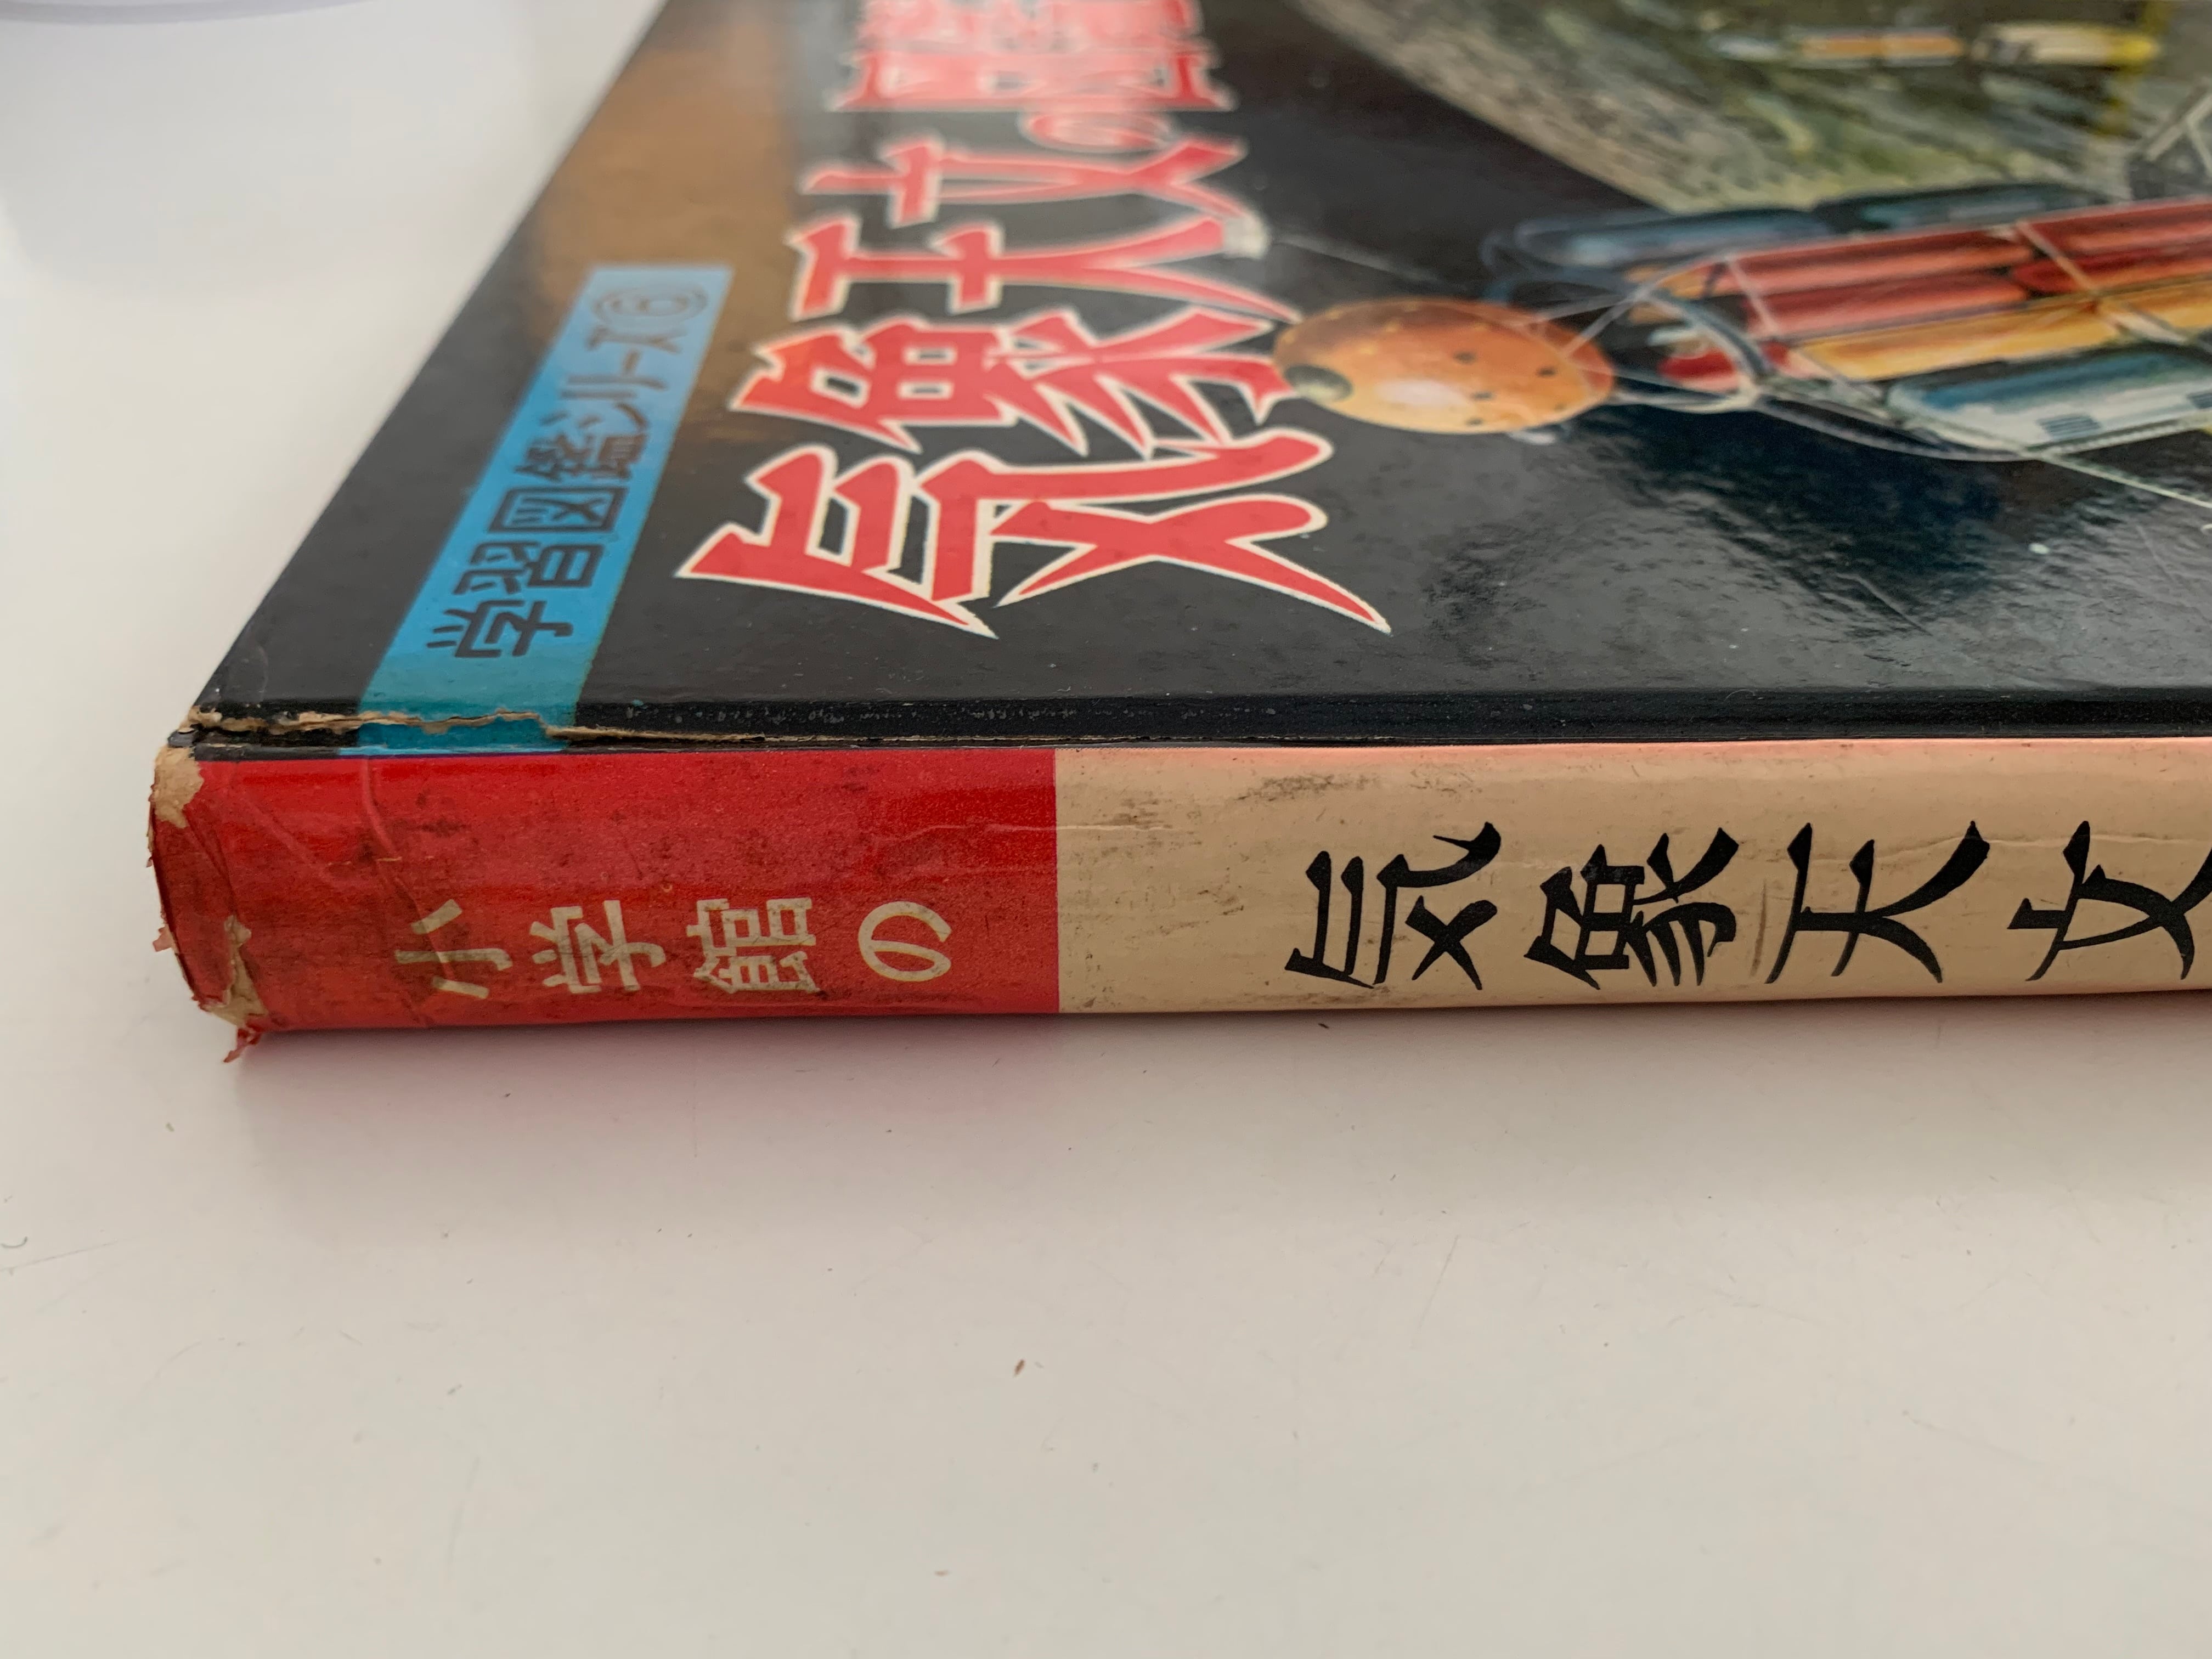 学習図鑑シリーズ⑥
気象天文の図鑑
小学館の
気象天文